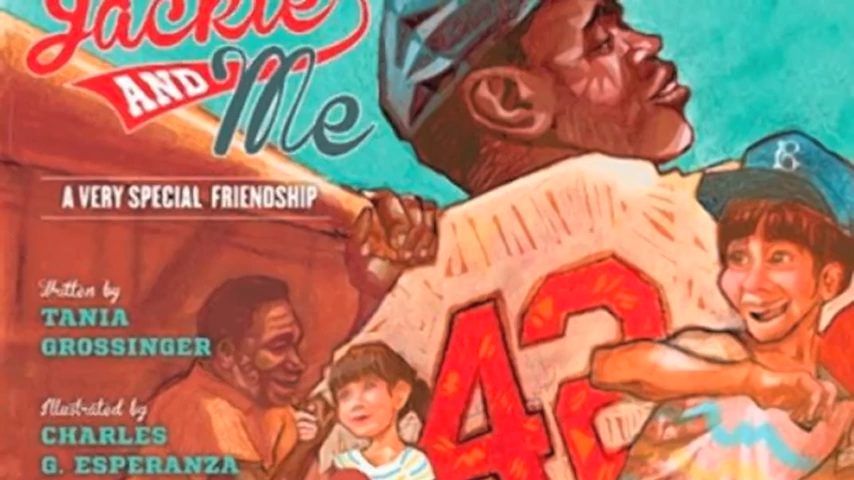 Jackie
AND Me
A VERY SPECIAL FRIENDSHIP
Written by
TANIA
GROSSINGER
Illustrated by
CHARLES
G. ESPERANZA
B
42